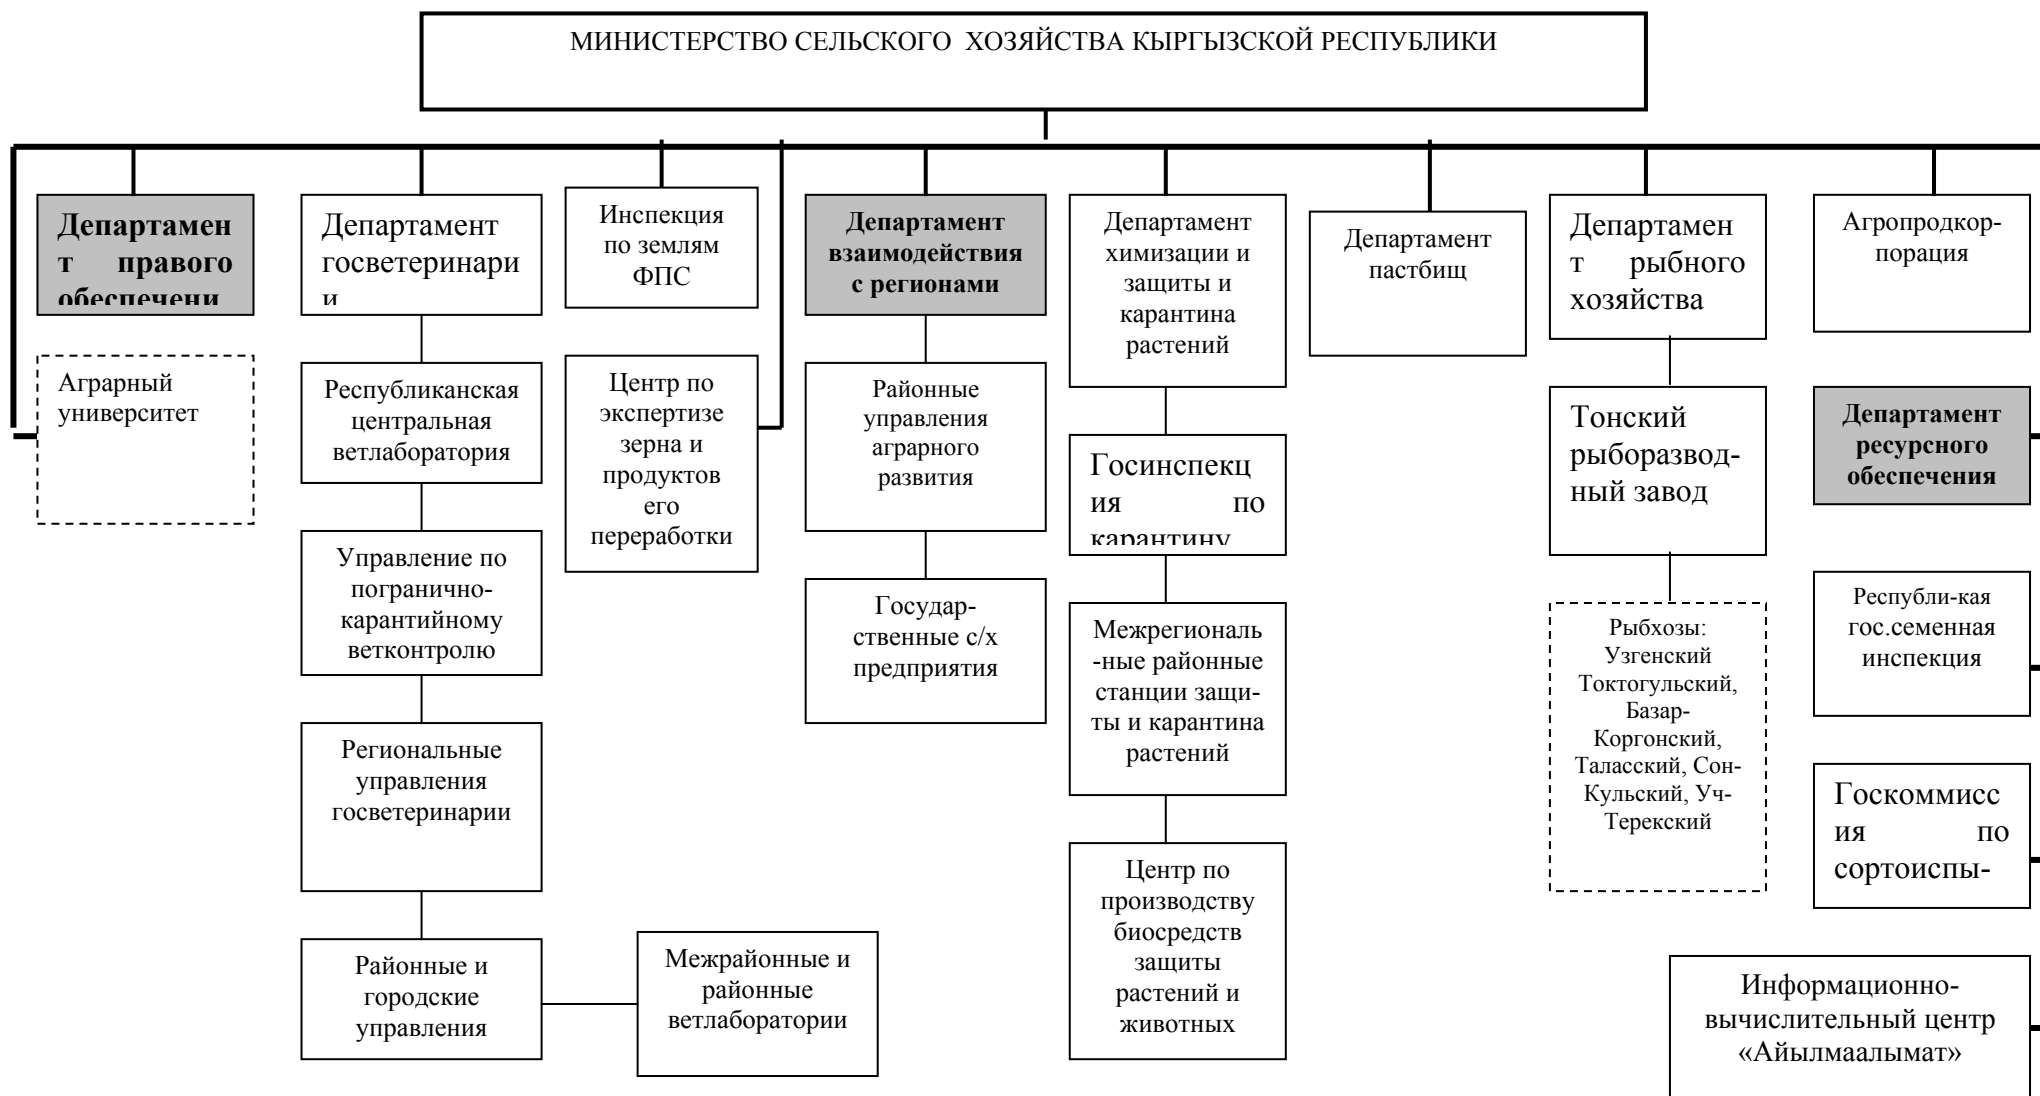 МИНИСТЕРСТВО СЕЛЬСКОГО ХОЗЯЙСТВА КЫРГЫЗСКОЙ РЕСПУБЛИКИ
Департамен
т правого
обеспечени
Аграрный
университет
Департамент
госветеринари
и
Республиканская
центральная
ветлаборатория
Управление по
погранично-
карантийному
ветконтролю
Региональные
управления
госветеринарии
Районные и
городские
управления
Межрайонные и
районные
ветлаборатории
Инспекция
по землям
ФПС
Центр по
экспертизе
зерна и
продуктов
его
переработки
Департамент
взаимодействия
с регионами
Районные
управления
аграрного
развития
Государ-
ственные с/х
предприятия
Департамент
химизации и
защиты и
карантина
растений
Госинспекц
ия по
карантину
Межрегиональ
-ные районные
станции защи-
ты и карантина
растений
Центр по
производству
биосредств
защиты
растений и
животных
Департамент
пастбищ
Департамен
т рыбного
хозяйства
Тонский
рыборазвод-
ный завод
Рыбхозы:
Узгенский
Токтогульский,
Базар-
Коргонский,
Таласский, Сон-
Кульский, Уч-
Терекский
Агропродкор-
порация
Департамент
ресурсного
обеспечения
Республи-кая
гос.семенная
инспекция
Госкоммисс
ия по
сортоиспы-
Информационно-
вычислительный центр
«Айылмаалымат»